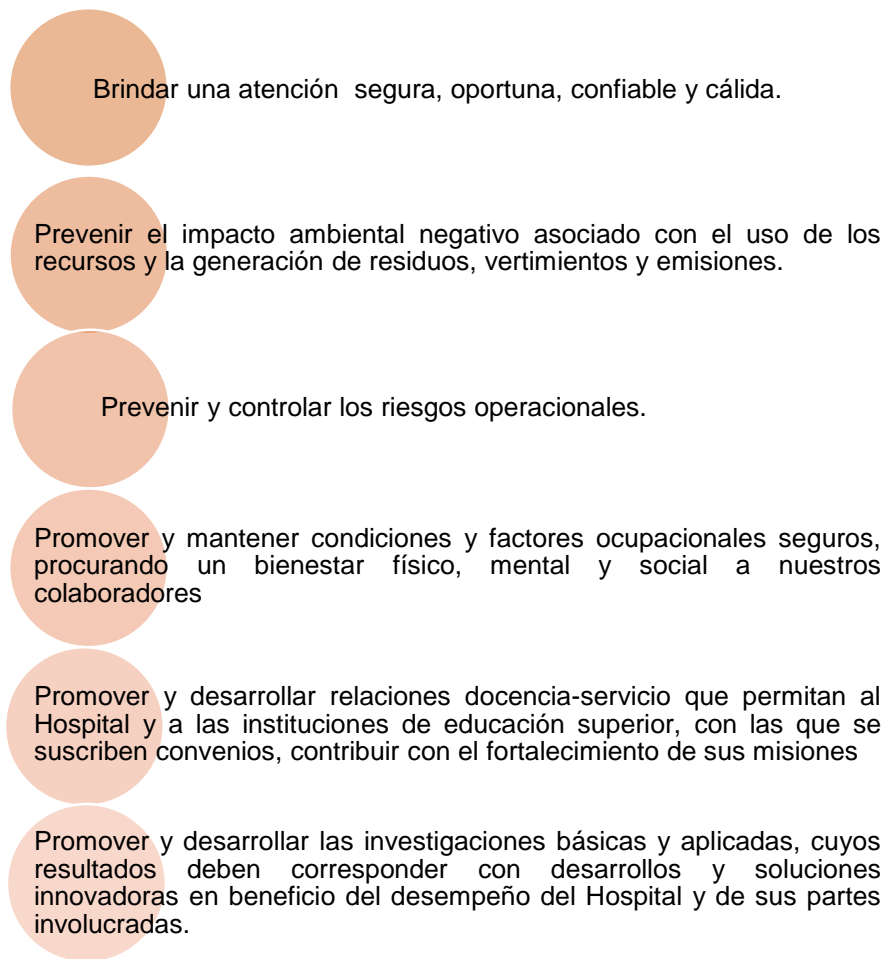 Brindar una atención segura, oportuna, confiable y cálida.
Prevenir el impacto ambiental negativo asociado con el uso de los
recursos y la generación de residuos, vertimientos y emisiones.
Prevenir y controlar los riesgos operacionales.
Promover y mantener condiciones y factores ocupacionales seguros,
procurando un bienestar físico, mental y social a nuestros
colaboradores
Promover y desarrollar relaciones docencia-servicio que permitan al
Hospital y a las instituciones de educación superior, con las que se
suscriben convenios, contribuir con el fortalecimiento de sus misiones
Promover y desarrollar las investigaciones básicas y aplicadas, cuyos
resultados deben corresponder con desarrollos y soluciones
innovadoras en beneficio del desempeño del Hospital y de sus partes
involucradas.